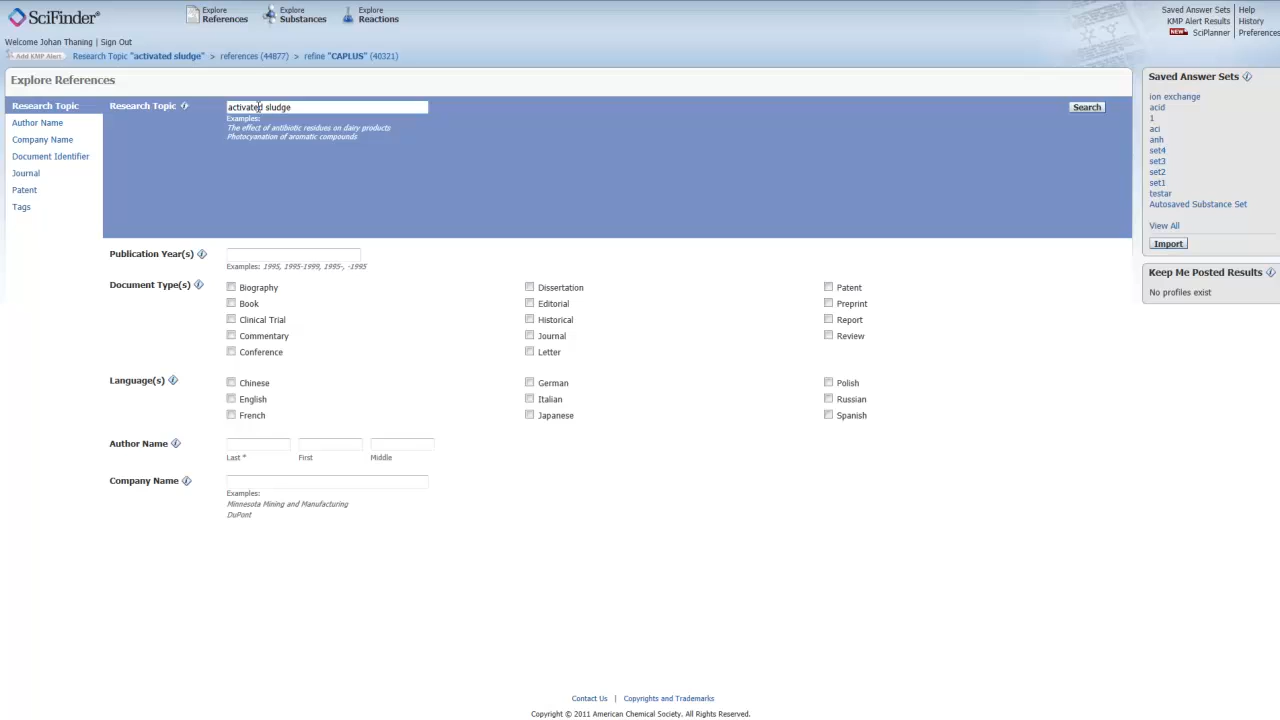 SciFinder®
Explore References
Explore Substances
Explore Reactions
Saved Answer Sets | Help
KMP Alert Results | History
NEW SciPlanner | Preferences
Welcome Johan Thaning | Sign Out
Add KMP Alert Research Topic "activated sludge" > references (44877) > refine "CAPLUS" (40321)
Explore References
Research Topic
Author Name
Company Name
Document Identifier
Journal
Patent
Tags
Research Topic activated sludge Search
Examples:
The effect of antibiotic residues on dairy products
Photocyanation of aromatic compounds
Publication Year(s)
Examples: 1995, 1995-1999, 1995-, -1995
Document Type(s)
Biography Dissertation Patent
Book Editorial Preprint
Clinical Trial Historical Report
Commentary Journal Review
Conference Letter
Language(s)
Chinese German Polish
English Italian Russian
French Japanese Spanish
Author Name
Last * First Middle
Company Name
Examples:
Minnesota Mining and Manufacturing
DuPont
Saved Answer Sets
ion exchange
acid
1
aci
anh
set4
set3
set2
set1
testar
Autosaved Substance Set
View All
Import
Keep Me Posted Results
No profiles exist
Contact Us | Copyrights and Trademarks
Copyright © 2011 American Chemical Society. All Rights Reserved.